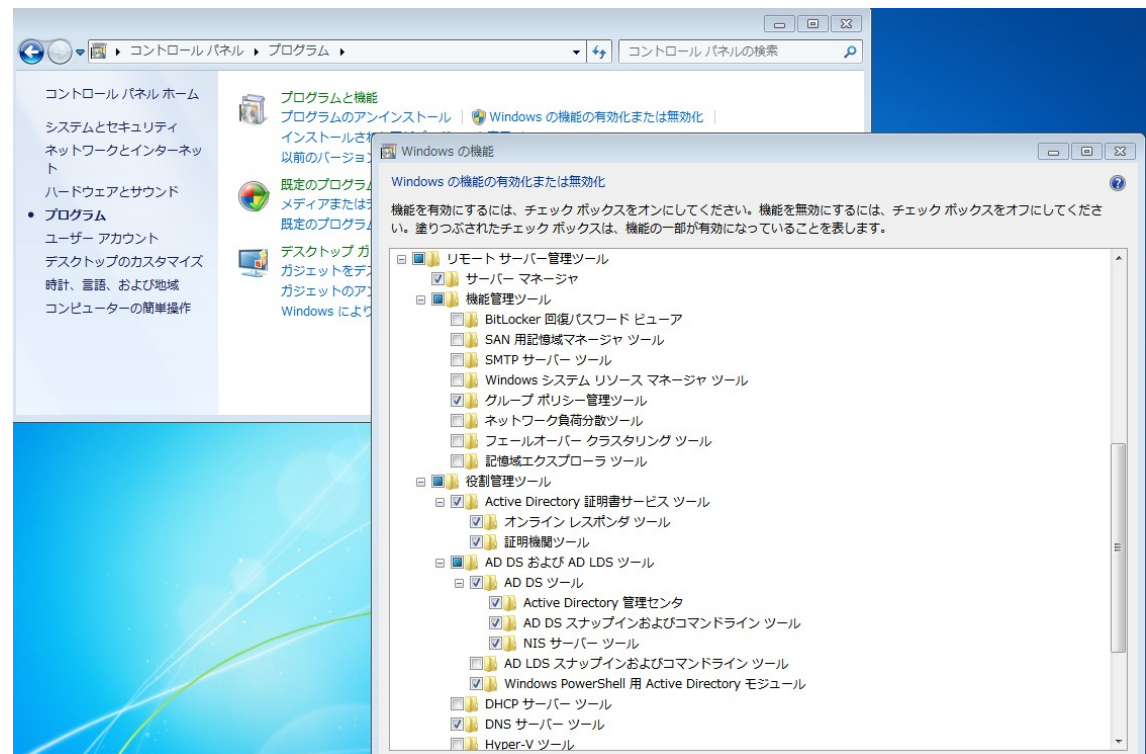 コントロール パネル ▸ プログラム ▸
コントロール パネルの検索
コントロール パネル ホーム
システムとセキュリティ
ネットワークとインターネッ
ト
ハードウェアとサウンド
プログラム
ユーザー アカウント
デスクトップのカスタマイズ
時計、言語、および地域
コンピューターの簡単操作
プログラムと機能
プログラムのアンインストール
Windows の機能の有効化または無効化
インストールされ
以前のバージョン
既定のプログラム
メディアまたは
既定のプログラム
デスクトップ ガ
ガジェットをデス
ガジェットのアン
Windows により
Windows の機能
Windows の機能の有効化または無効化
機能を有効にするには、チェック ボックスをオンにしてください。機能を無効にするには、チェック ボックスをオフにしてくださ
い。塗りつぶされたチェック ボックスは、機能の一部が有効になっていることを表します。
リモート サーバー管理ツール
サーバー マネージャ
機能管理ツール
BitLocker 回復パスワード ビューア
SAN 用記憶域マネージャ ツール
SMTP サーバー ツール
Windows システム リソース マネージャ ツール
グループ ポリシー管理ツール
ネットワーク負荷分散ツール
フェールオーバー クラスタリング ツール
記憶域エクスプローラ ツール
役割管理ツール
Active Directory 証明書サービス ツール
オンライン レスポンダ ツール
証明機関ツール
AD DS および AD LDS ツール
AD DS ツール
Active Directory 管理センタ
AD DS スナップインおよびコマンドライン ツール
NIS サーバー ツール
AD LDS スナップインおよびコマンドライン ツール
Windows PowerShell 用 Active Directory モジュール
DHCP サーバー ツール
DNS サーバー ツール
Hyper-V ツール